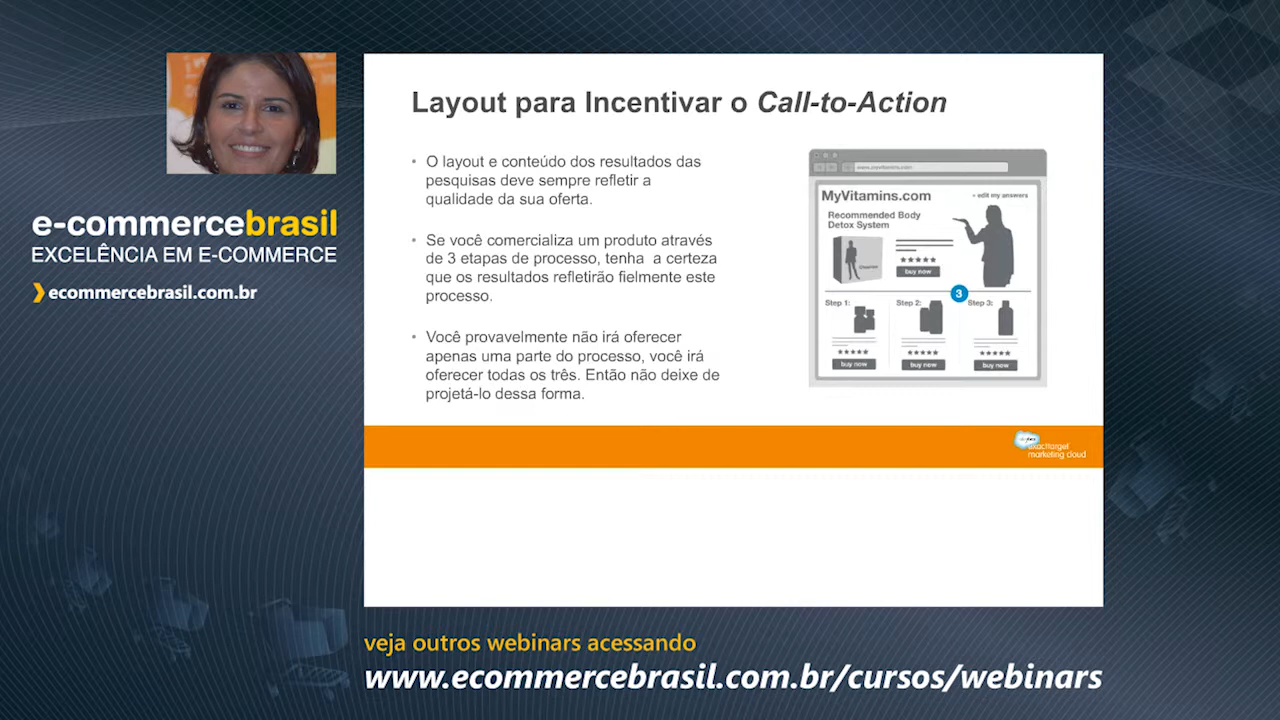 e-commercebrasil
EXCELÊNCIA EM E-COMMERCE
ecommercebrasil.com.br
Layout para Incentivar o Call-to-Action
• O layout e conteúdo dos resultados das
pesquisas deve sempre refletir a
qualidade da sua oferta.
• Se você comercializa um produto através
de 3 etapas de processo, tenha a certeza
que os resultados refletirão fielmente este
processo.
• Você provavelmente não irá oferecer
apenas uma parte do processo, você irá
oferecer todas os três. Então não deixe de
projetá-lo dessa forma.
www.myvitamins.com
MyVitamins.com
edit my answers
Recommended Body
Detox System
buy now
3
Step 1:
Step 2:
Step 3:
buy now
buy now
buy now
exacttarget
marketing cloud
veja outros webinars acessando
www.ecommercebrasil.com.br/cursos/webinars